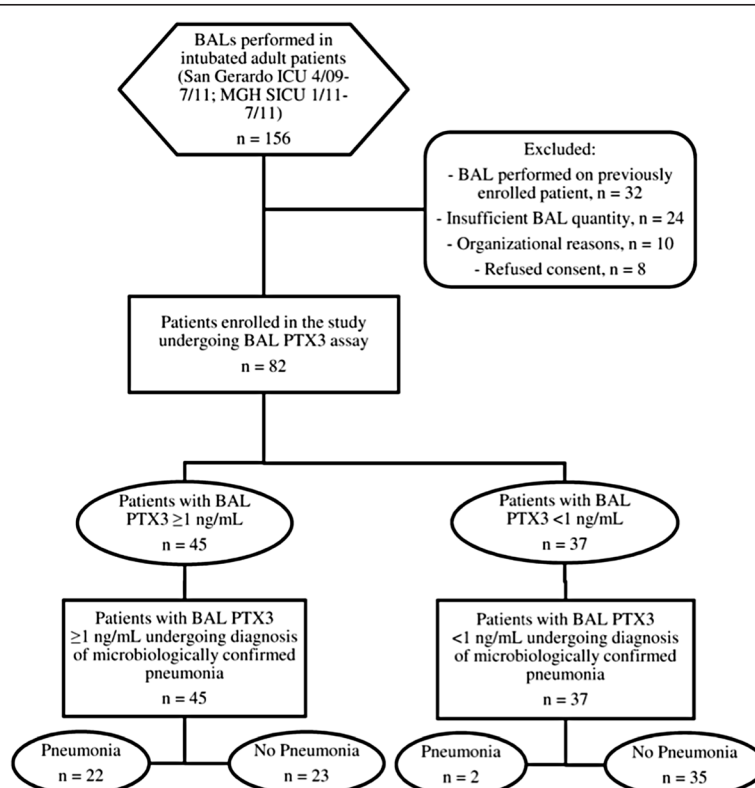 BALs performed in
intubated adult patients
(San Gerardo ICU 4/09-
7/11; MGH SICU 1/11-
7/11)
n = 156
Excluded:
- BAL performed on previously
enrolled patient, n = 32
- Insufficient BAL quantity, n = 24
- Organizational reasons, n = 10
- Refused consent, n = 8
Patients enrolled in the study
undergoing BAL PTX3 assay
n = 82
Patients with BAL
PTX3 ≥1 ng/mL
n = 45
Patients with BAL
PTX3 <1 ng/mL
n = 37
Patients with BAL PTX3
≥1 ng/mL undergoing diagnosis
of microbiologically confirmed
pneumonia
n = 45
Patients with BAL PTX3
<1 ng/mL undergoing diagnosis
of microbiologically confirmed
pneumonia
n = 37
Pneumonia
n = 22
No Pneumonia
n = 23
Pneumonia
n = 2
No Pneumonia
n = 35